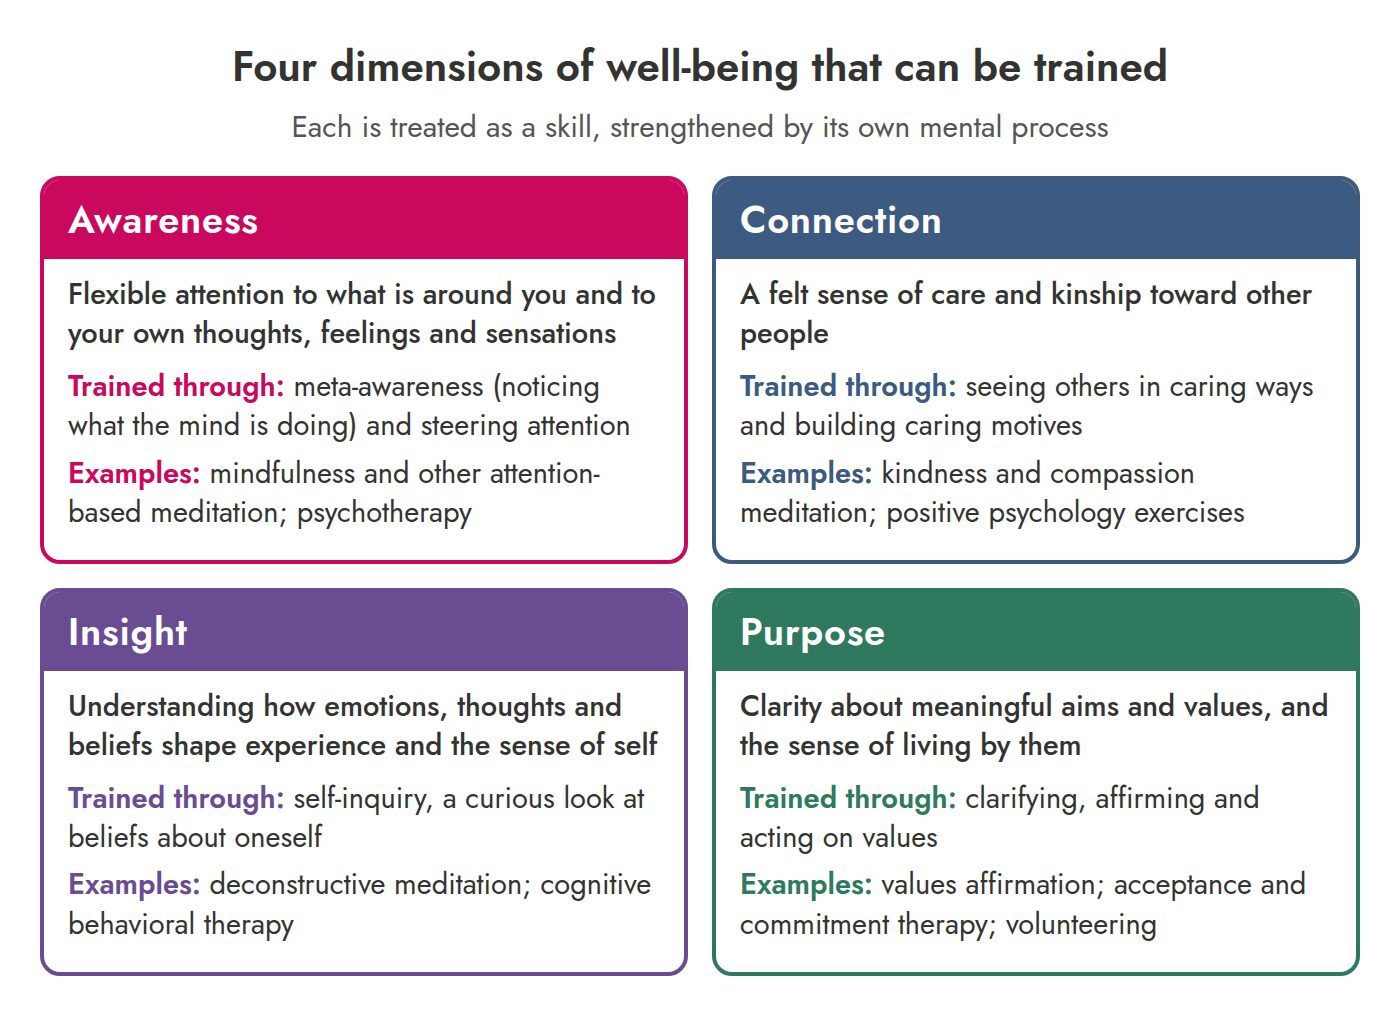 Four dimensions of well-being that can be trained
Each is treated as a skill, strengthened by its own mental process
Awareness
Flexible attention to what is around you and to
your own thoughts, feelings and sensations
Trained through: meta-awareness (noticing
what the mind is doing) and steering attention
Examples: mindfulness and other attention-
based meditation; psychotherapy
Connection
A felt sense of care and kinship toward other
people
Trained through: seeing others in caring ways
and building caring motives
Examples: kindness and compassion
meditation; positive psychology exercises
Insight
Understanding how emotions, thoughts and
beliefs shape experience and the sense of self
Trained through: self-inquiry, a curious look at
beliefs about oneself
Examples: deconstructive meditation; cognitive
behavioral therapy
Purpose
Clarity about meaningful aims and values, and
the sense of living by them
Trained through: clarifying, affirming and
acting on values
Examples: values affirmation; acceptance and
commitment therapy; volunteering